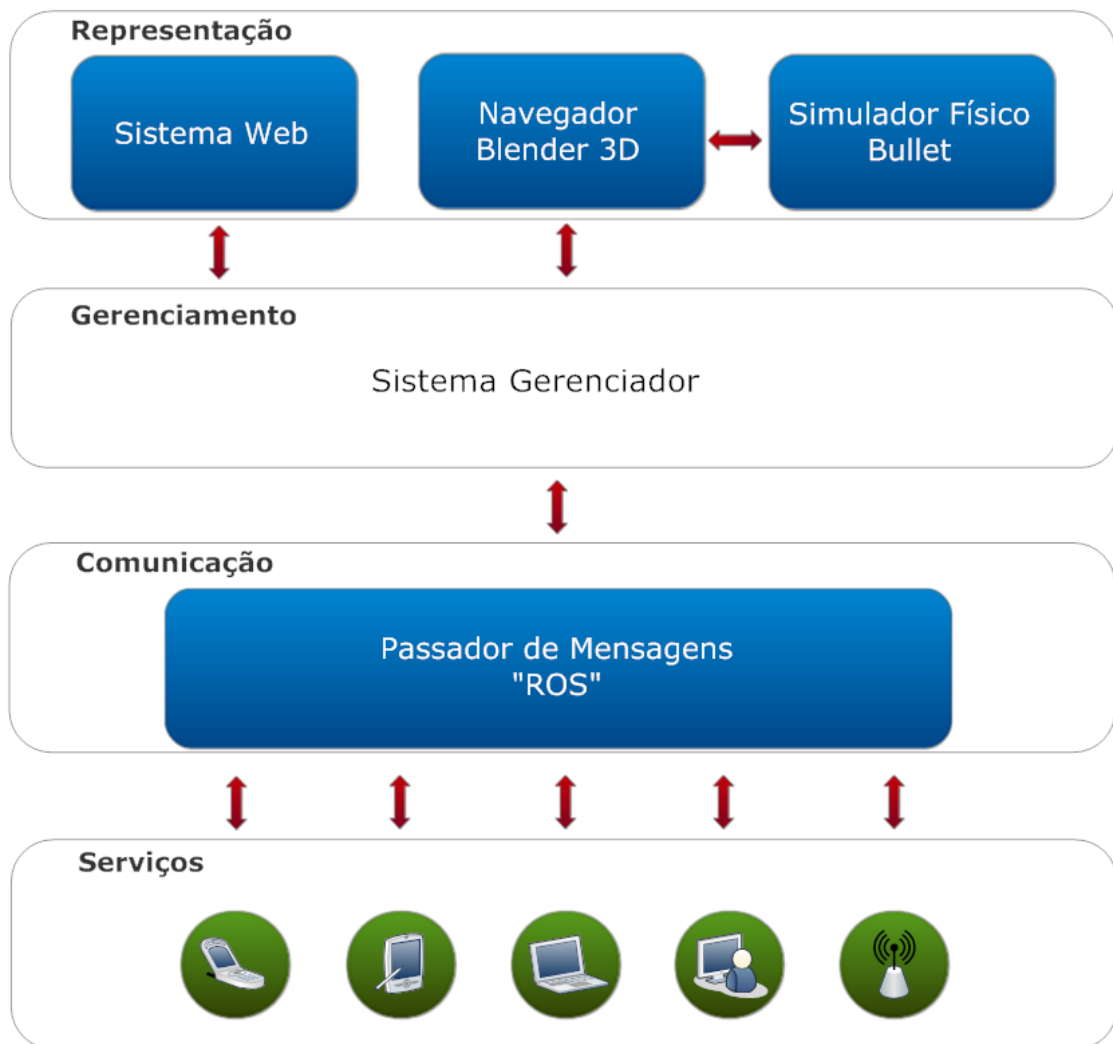 Representação
Sistema Web
Navegador
Blender 3D
Simulador Físico
Bullet
Gerenciamento
Sistema Gerenciador
Comunicação
Passador de Mensagens
"ROS"
Serviços